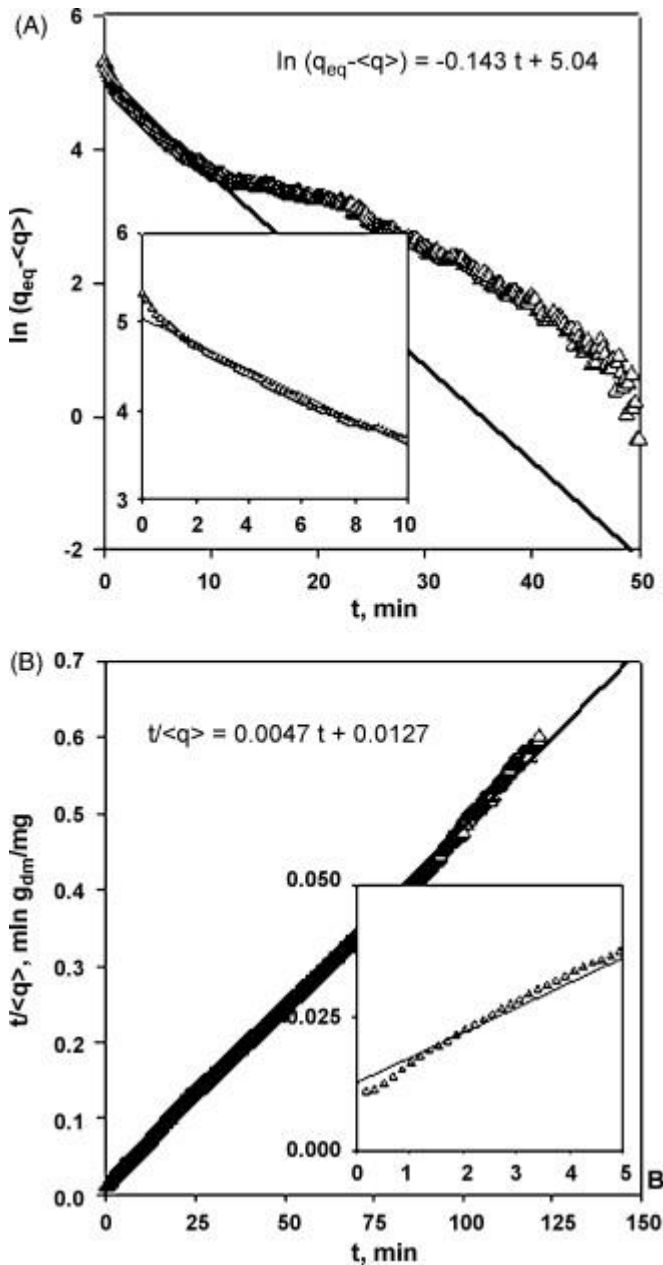 (A)
6
4
2
0
-2
ln (qeq-<q>)
ln (qeq-<q>) = -0.143 t + 5.04
6
5
4
3
0 2 4 6 8 10
0 10 20 30 40 50
t, min
(B)
0.7
0.6
0.5
0.4
0.3
0.2
0.1
0.0
t/<q>, min gdm/mg
t/<q> = 0.0047 t + 0.0127
0.050
0.025
0.000
0 1 2 3 4 5
B
0 25 50 75 100 125 150
t, min